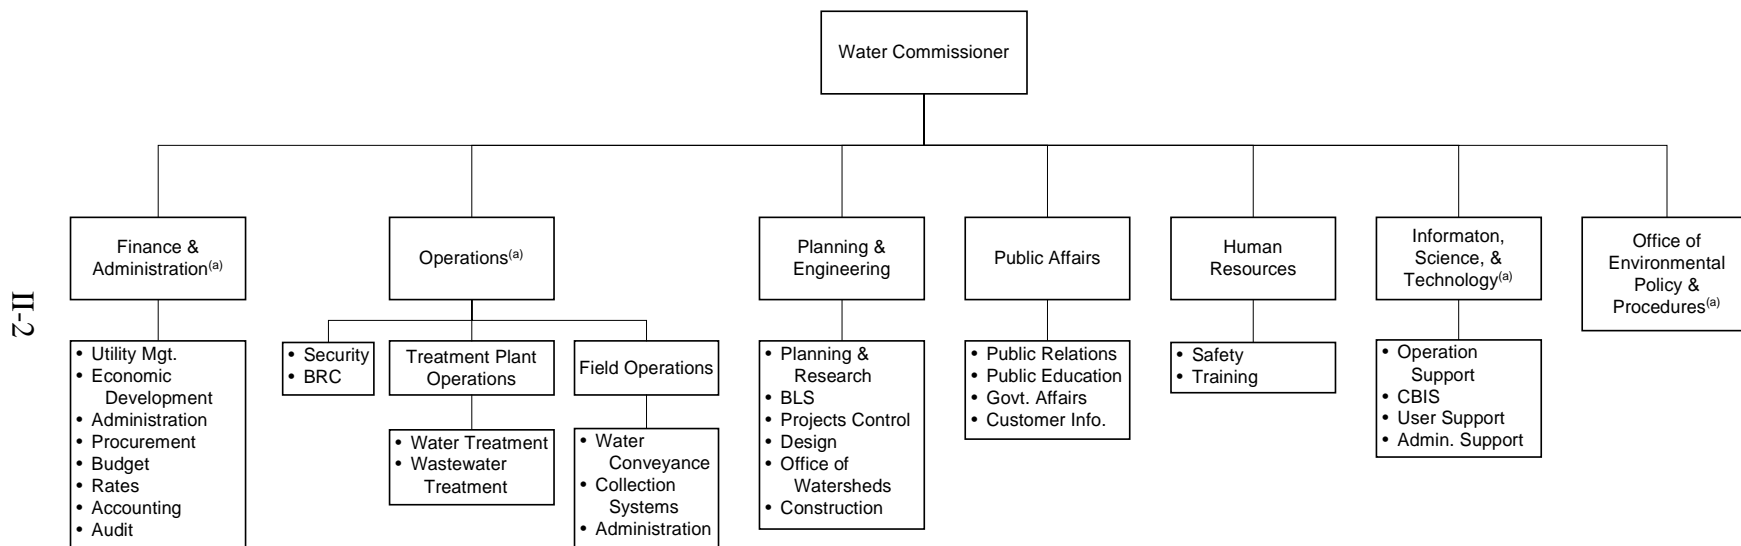 Water Commissioner
Finance &
Administration(a)
Operations(a)
Planning &
Engineering
Public Affairs
Human
Resources
Informaton,
Science, &
Technology(a)
Office of
Environmental
Policy &
Procedures(a)
II-2
• Utility Mgt.
• Economic
Development
• Administration
• Procurement
• Budget
• Rates
• Accounting
• Audit
• Security
• BRC
Treatment Plant
Operations
• Water Treatment
• Wastewater
Treatment
Field Operations
• Water
Conveyance
• Collection
Systems
• Administration
• Planning &
Research
• BLS
• Projects Control
• Design
• Office of
Watersheds
• Construction
• Public Relations
• Public Education
• Govt. Affairs
• Customer Info.
• Safety
• Training
• Operation
Support
• CBIS
• User Support
• Admin. Support